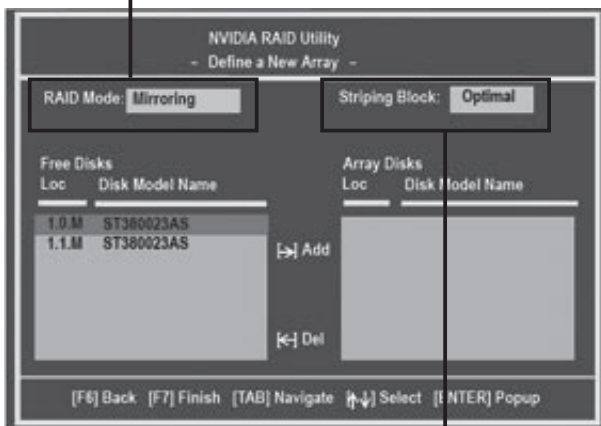 NVIDIA RAID Utility
- Define a New Array -
RAID Mode: Mirroring
Striping Block: Optimal
Free Disks
Loc Disk Model Name
1.0.M ST380023AS
1.1.M ST380023AS
Array Disks
Loc Disk Model Name
[→] Add
[←] Del
[F6] Back [F7] Finish [TAB] Navigate [↑↓] Select [ENTER] Popup